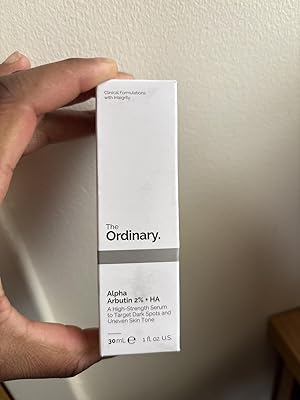 Clinical Formulations
with Integrity.
The
Ordinary.
Alpha
Arbutin 2% + HA
A High-Strength Serum
to Target Dark Spots and
Uneven Skin Tone
30mL ℮ 1 fl. oz. U.S.